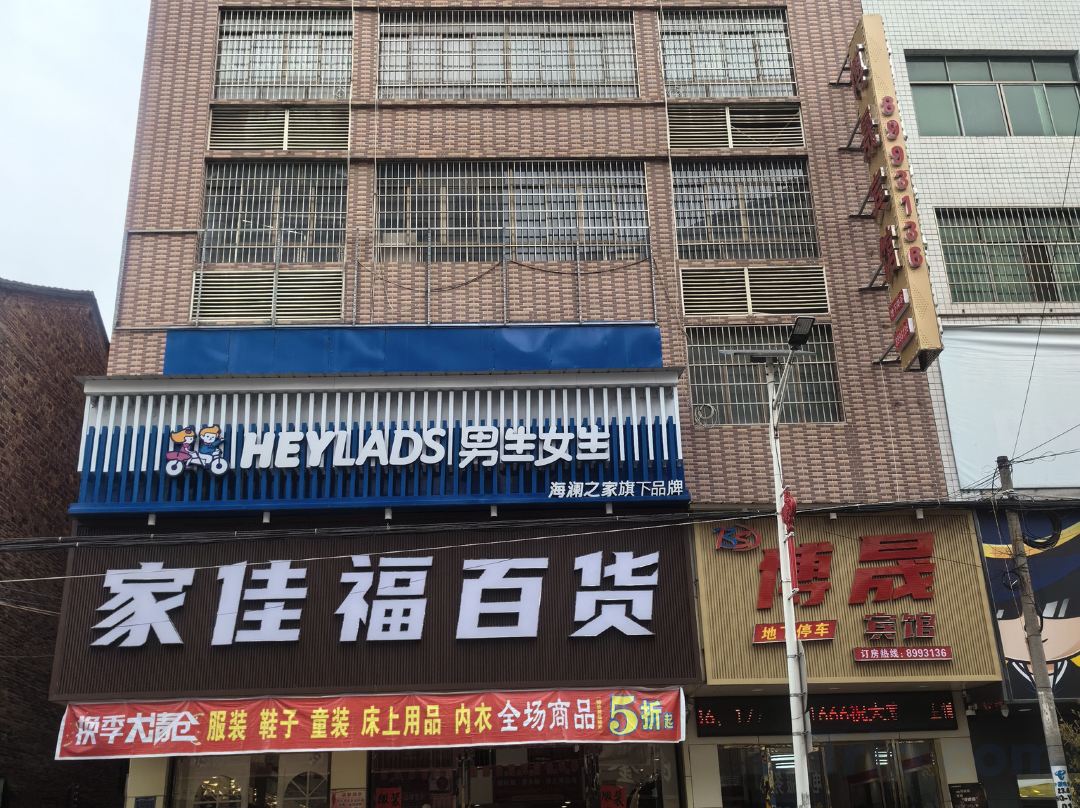 8993136
HEYLADS 男生女生
海澜之家旗下品牌
家佳福百货
BS
博晟
宾馆
地下停车
订房热线：8993136
换季大清仓 服装 鞋子 童装 床上用品 内衣 全场商品 5折起